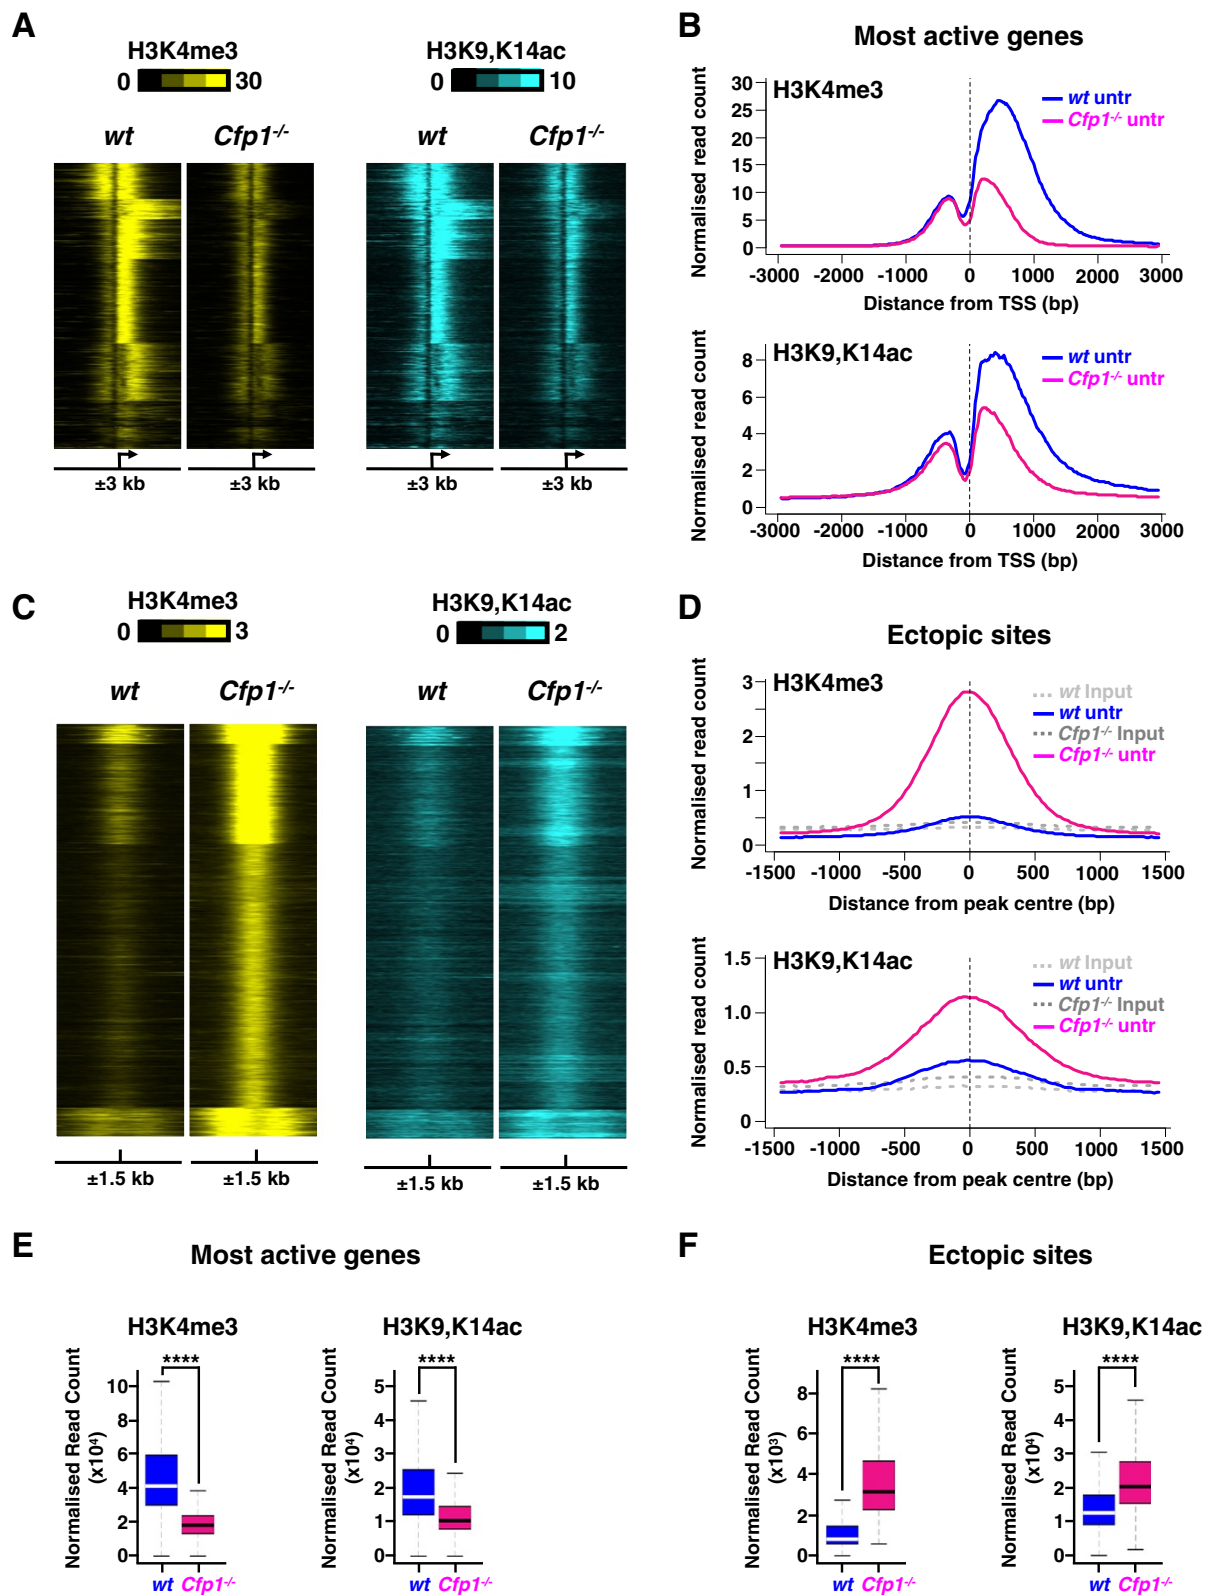 A
H3K4me3
0 30
H3K9,K14ac
0 10
wt Cfp1-/- wt Cfp1-/-
±3 kb ±3 kb ±3 kb ±3 kb
B
Most active genes
H3K4me3
wt untr
Cfp1-/- untr
Normalised read count
30
25
20
15
10
5
0
-3000 -2000 -1000 0 1000 2000 3000
Distance from TSS (bp)
H3K9,K14ac
wt untr
Cfp1-/- untr
Normalised read count
8
6
4
2
0
-3000 -2000 -1000 0 1000 2000 3000
Distance from TSS (bp)
C
H3K4me3
0 3
H3K9,K14ac
0 2
wt Cfp1-/- wt Cfp1-/-
±1.5 kb ±1.5 kb ±1.5 kb ±1.5 kb
D
Ectopic sites
H3K4me3
wt Input
wt untr
Cfp1-/- Input
Cfp1-/- untr
Normalised read count
3
2
1
0
-1500 -1000 -500 0 500 1000 1500
Distance from peak centre (bp)
H3K9,K14ac
wt Input
wt untr
Cfp1-/- Input
Cfp1-/- untr
Normalised read count
1.5
1.0
0.5
0
-1500 -1000 -500 0 500 1000 1500
Distance from peak centre (bp)
E
Most active genes
H3K4me3
****
Normalised Read Count
(x10⁴)
10
8
6
4
2
0
wt Cfp1-/-
H3K9,K14ac
****
Normalised Read Count
(x10⁴)
5
4
3
2
1
0
wt Cfp1-/-
F
Ectopic sites
H3K4me3
****
Normalised Read Count
(x10³)
8
6
4
2
0
wt Cfp1-/-
H3K9,K14ac
****
Normalised Read Count
(x10⁴)
5
4
3
2
1
0
wt Cfp1-/-